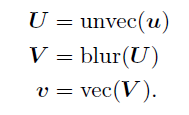 U = unvec(u)
V = blur(U)
v = vec(V).